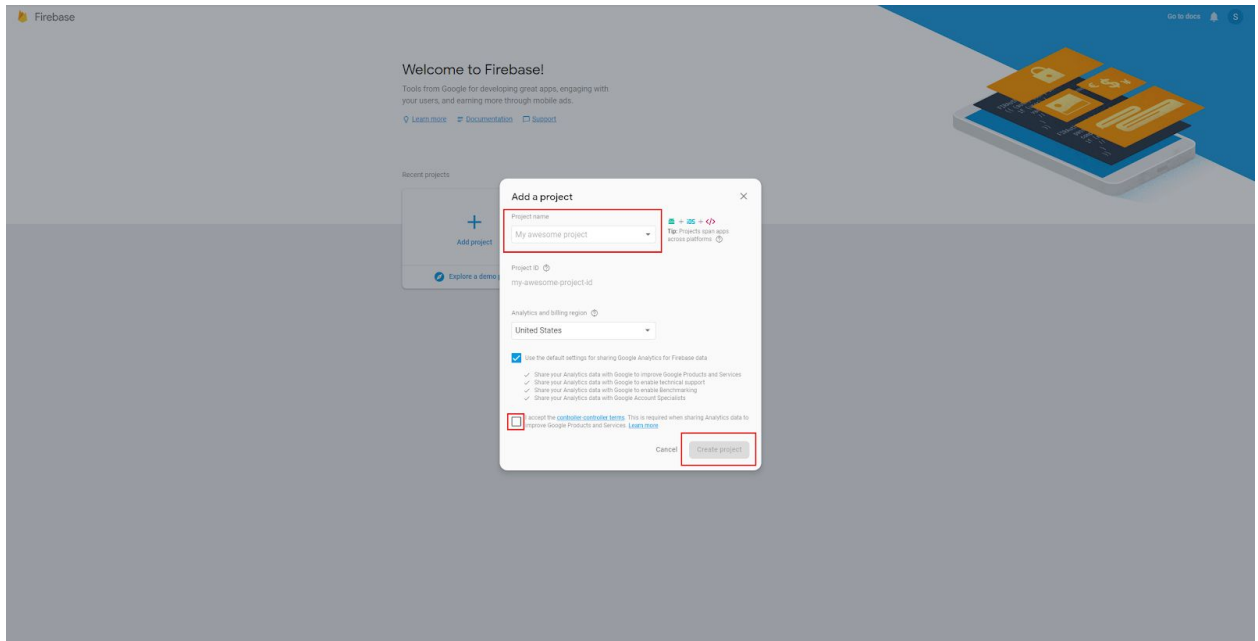 Firebase
Go to docs
S
Welcome to Firebase!
Tools from Google for developing great apps, engaging with
your users, and earning more through mobile ads.
Learn more
Documentation
Support
Recent projects
Add project
Explore a demo
Add a project
Project name
My awesome project
+ iOS + </>
Tip: Projects span apps
across platforms
Project ID
my-awesome-project-id
Analytics and billing region
United States
Use the default settings for sharing Google Analytics for Firebase data
Share your Analytics data with Google to improve Google Products and Services
Share your Analytics data with Google to enable technical support
Share your Analytics data with Google to enable Benchmarking
Share your Analytics data with Google Account Specialists
I accept the controller-controller terms. This is required when sharing Analytics data to
improve Google Products and Services. Learn more
Cancel
Create project